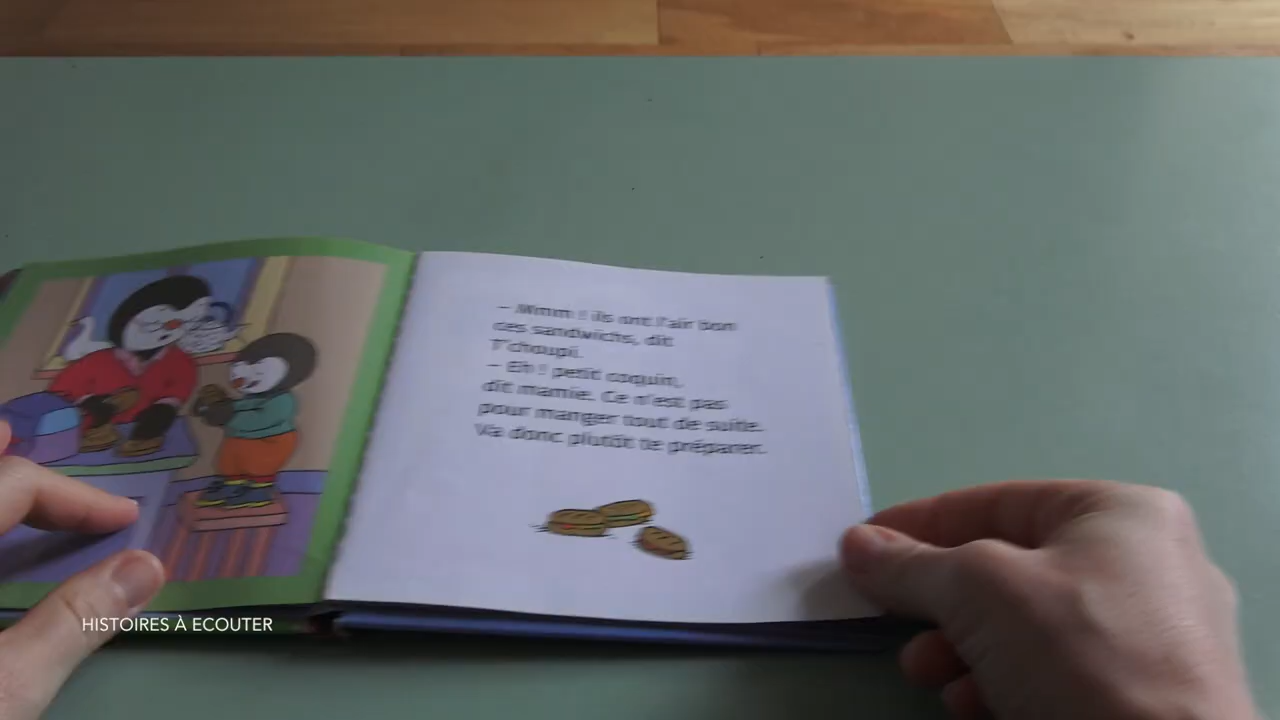 – Mmm ! ils ont l'air bon
ces sandwichs, dit
T'choupi.
– Eh ! petit coquin,
dit mamie. Ce n'est pas
pour manger tout de suite.
Va donc plutôt te préparer.
HISTOIRES À ECOUTER